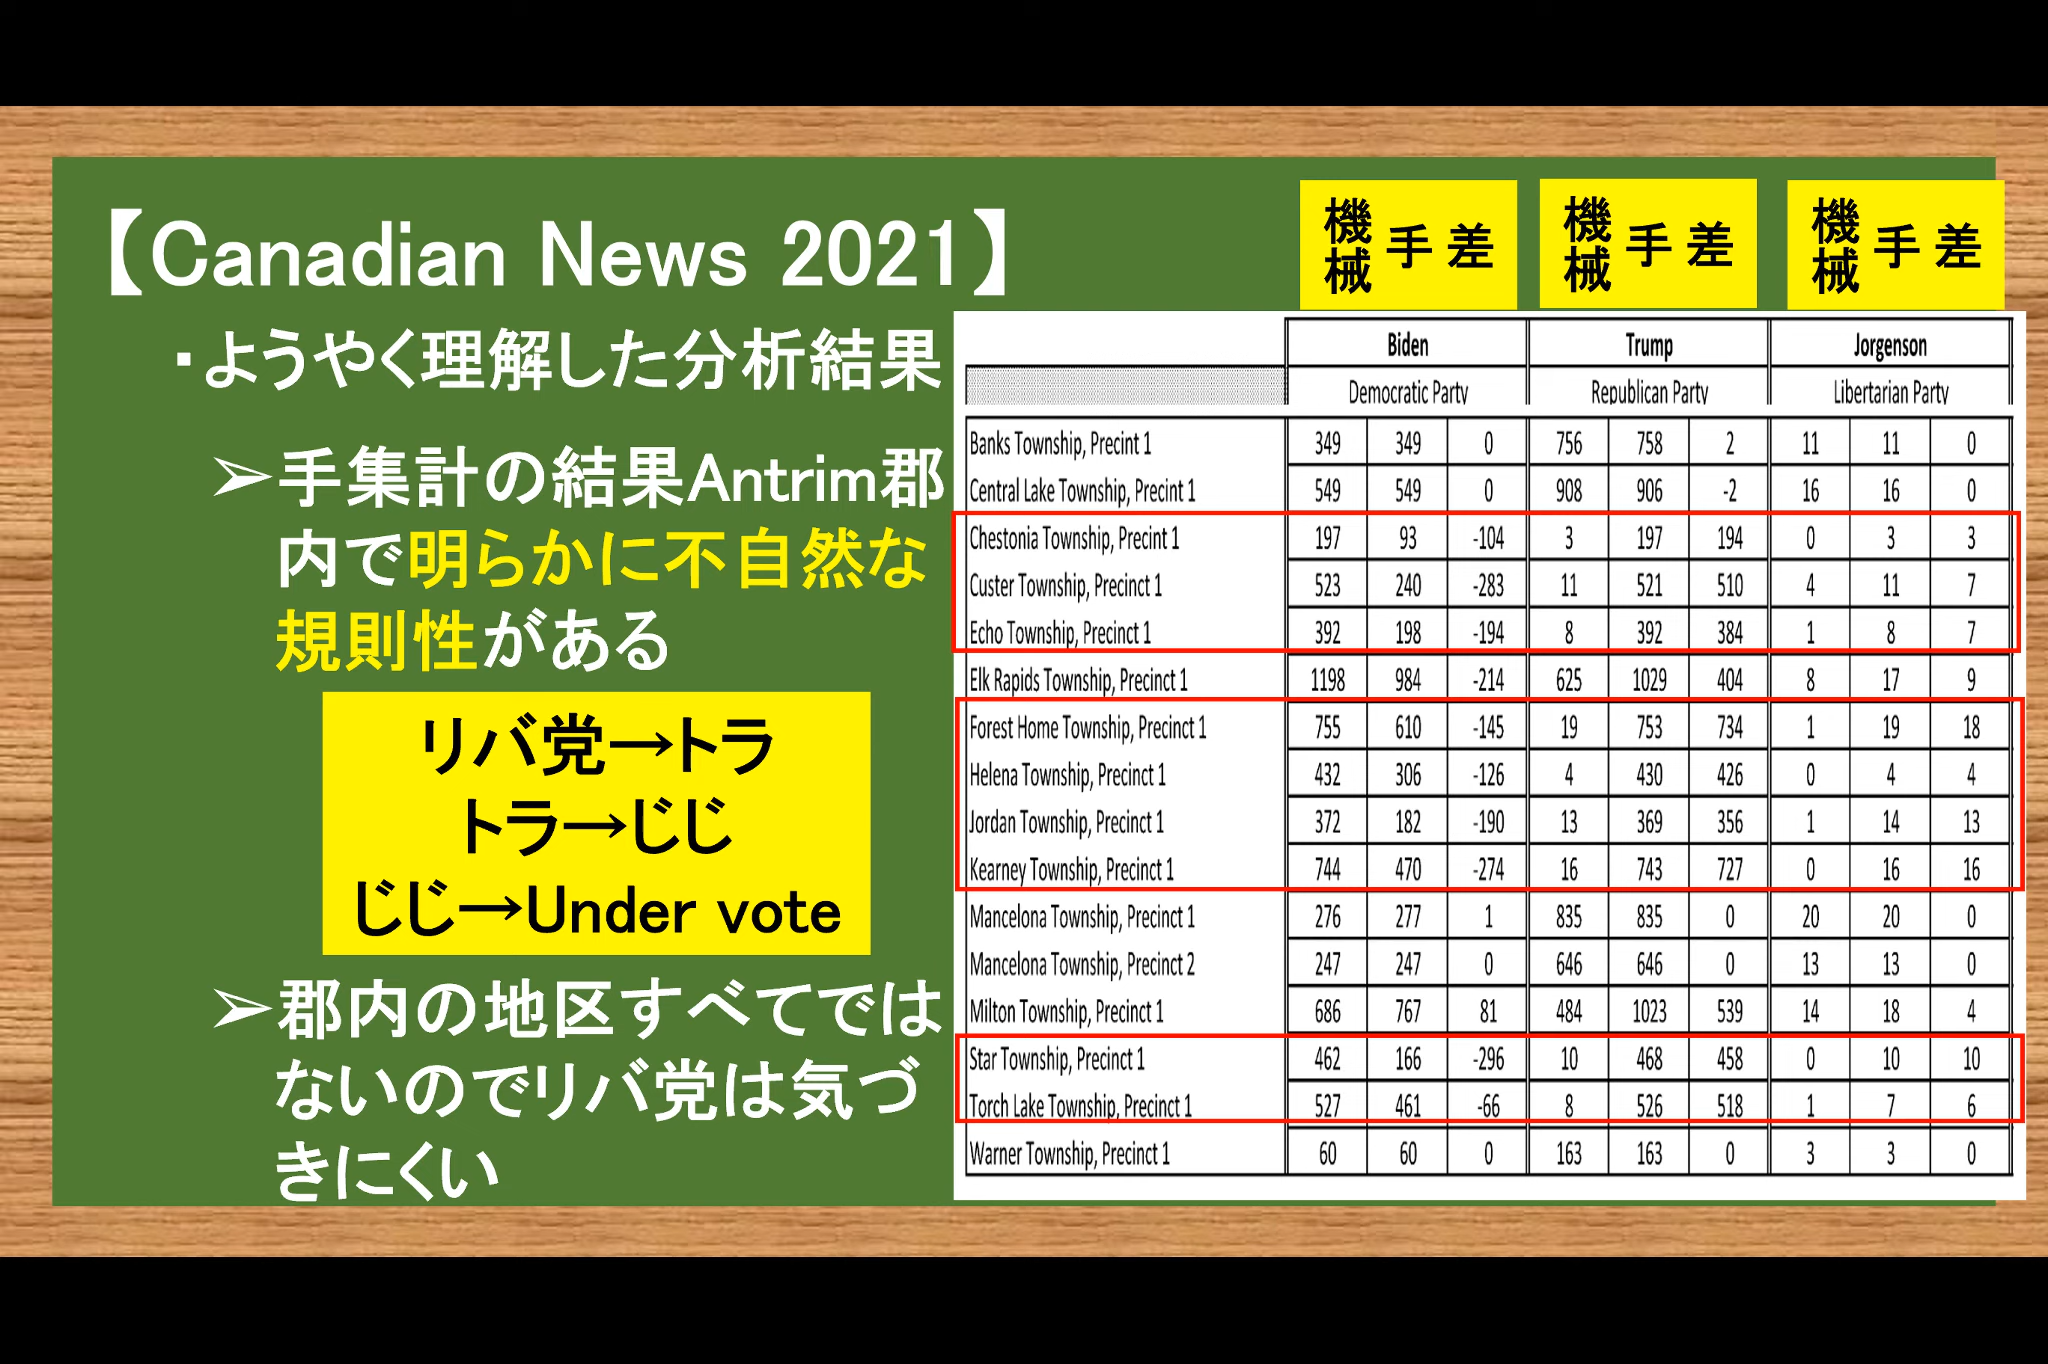 【Canadian News 2021】
・ようやく理解した分析結果
➢手集計の結果Antrim郡
内で明らかに不自然な
規則性がある
リバ党→トラ
トラ→じじ
じじ→Under vote
➢郡内の地区すべてでは
ないのでリバ党は気づ
きにくい
機械 手 差 機械 手 差 機械 手 差
Biden Trump Jorgenson
Democratic Party Republican Party Libertarian Party
Banks Township, Precint 1 349 349 0 756 758 2 11 11 0
Central Lake Township, Precint 1 549 549 0 908 906 -2 16 16 0
Chestonia Township, Precint 1 197 93 -104 3 197 194 0 3 3
Custer Township, Precinct 1 523 240 -283 11 521 510 4 11 7
Echo Township, Precinct 1 392 198 -194 8 392 384 1 8 7
Elk Rapids Township, Precinct 1 1198 984 -214 625 1029 404 8 17 9
Forest Home Township, Precinct 1 755 610 -145 19 753 734 1 19 18
Helena Township, Precinct 1 432 306 -126 4 430 426 0 4 4
Jordan Township, Precinct 1 372 182 -190 13 369 356 1 14 13
Kearney Township, Precinct 1 744 470 -274 16 743 727 0 16 16
Mancelona Township, Precinct 1 276 277 1 835 835 0 20 20 0
Mancelona Township, Precinct 2 247 247 0 646 646 0 13 13 0
Milton Township, Precinct 1 686 767 81 484 1023 539 14 18 4
Star Township, Precinct 1 462 166 -296 10 468 458 0 10 10
Torch Lake Township, Precinct 1 527 461 -66 8 526 518 1 7 6
Warner Township, Precinct 1 60 60 0 163 163 0 3 3 0